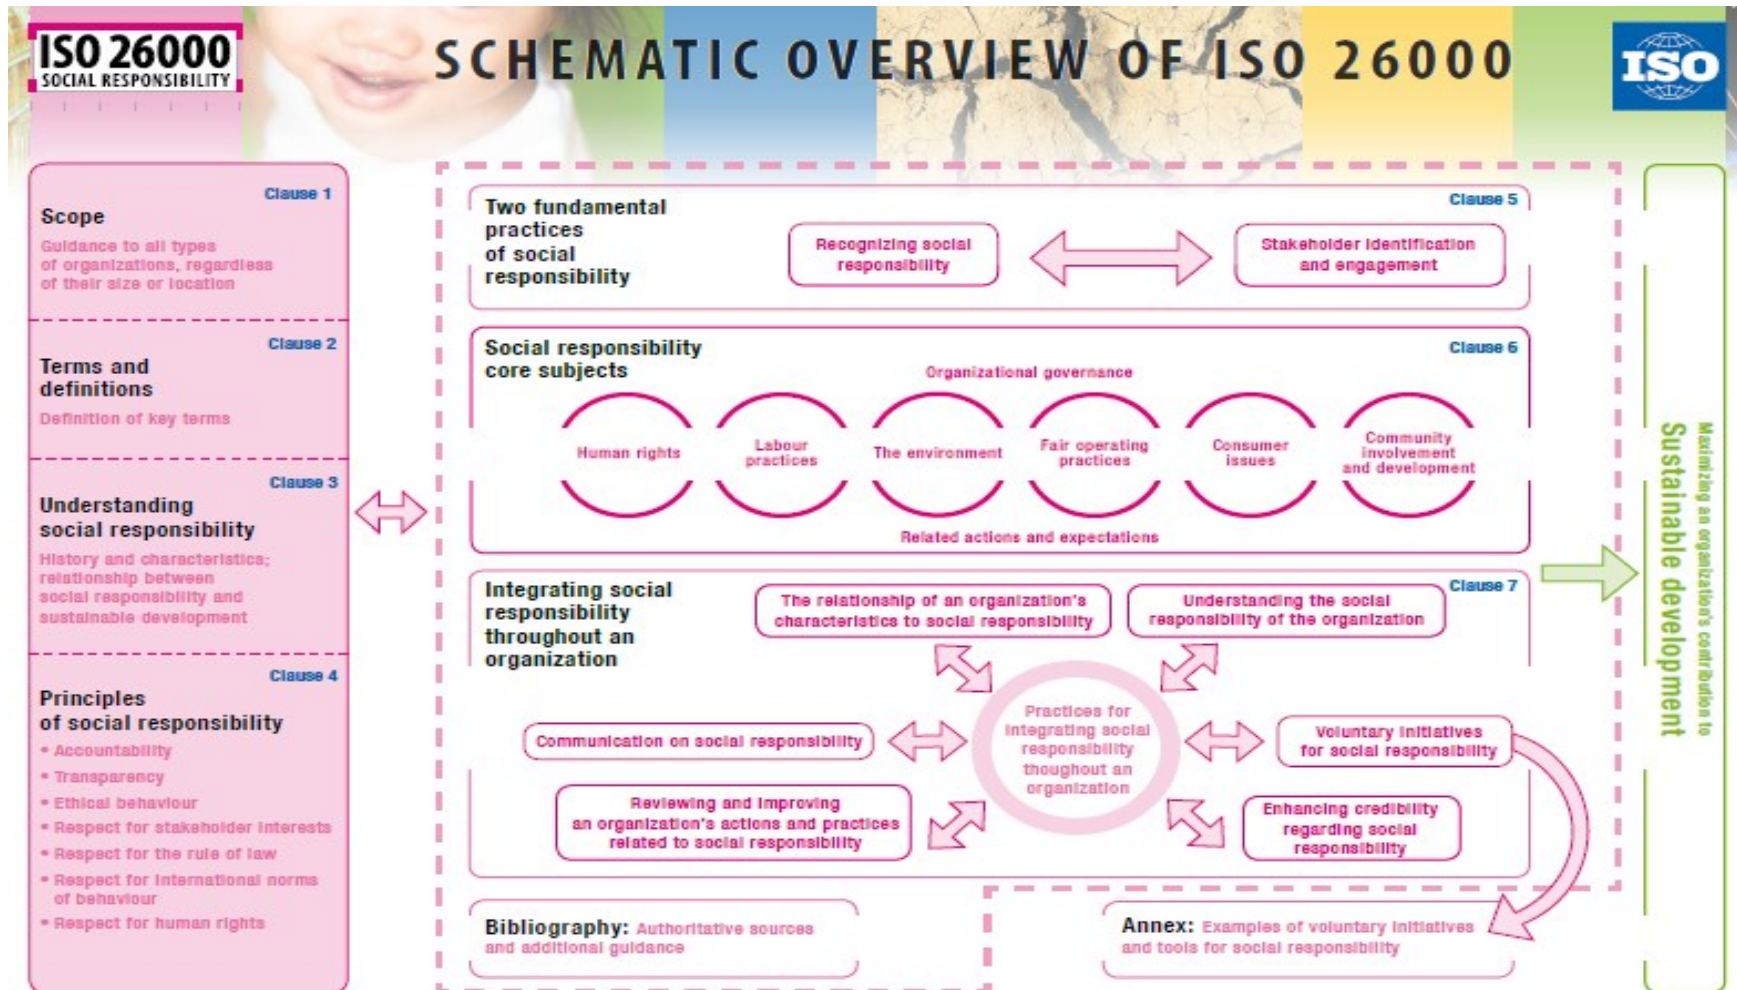 ISO 26000
SOCIAL RESPONSIBILITY
SCHEMATIC OVERVIEW OF ISO 26000
ISO
Clause 1
Scope
Guidance to all types
of organizations, regardless
of their size or location
Clause 2
Terms and
definitions
Definition of key terms
Clause 3
Understanding
social responsibility
History and characteristics;
relationship between
social responsibility and
sustainable development
Clause 4
Principles
of social responsibility
• Accountability
• Transparency
• Ethical behaviour
• Respect for stakeholder interests
• Respect for the rule of law
• Respect for international norms
of behaviour
• Respect for human rights
Clause 5
Two fundamental
practices
of social
responsibility
Recognizing social
responsibility
Stakeholder identification
and engagement
Clause 6
Social responsibility
core subjects
Organizational governance
Human rights
Labour
practices
The environment
Fair operating
practices
Consumer
issues
Community
involvement
and development
Related actions and expectations
Clause 7
Integrating social
responsibility
throughout an
organization
The relationship of an organization's
characteristics to social responsibility
Understanding the social
responsibility of the organization
Practices for
integrating social
responsibility
thoughout an
organization
Communication on social responsibility
Voluntary initiatives
for social responsibility
Reviewing and improving
an organization's actions and practices
related to social responsibility
Enhancing credibility
regarding social
responsibility
Bibliography: Authoritative sources
and additional guidance
Annex: Examples of voluntary initiatives
and tools for social responsibility
Maximizing an organization's contribution to
Sustainable development